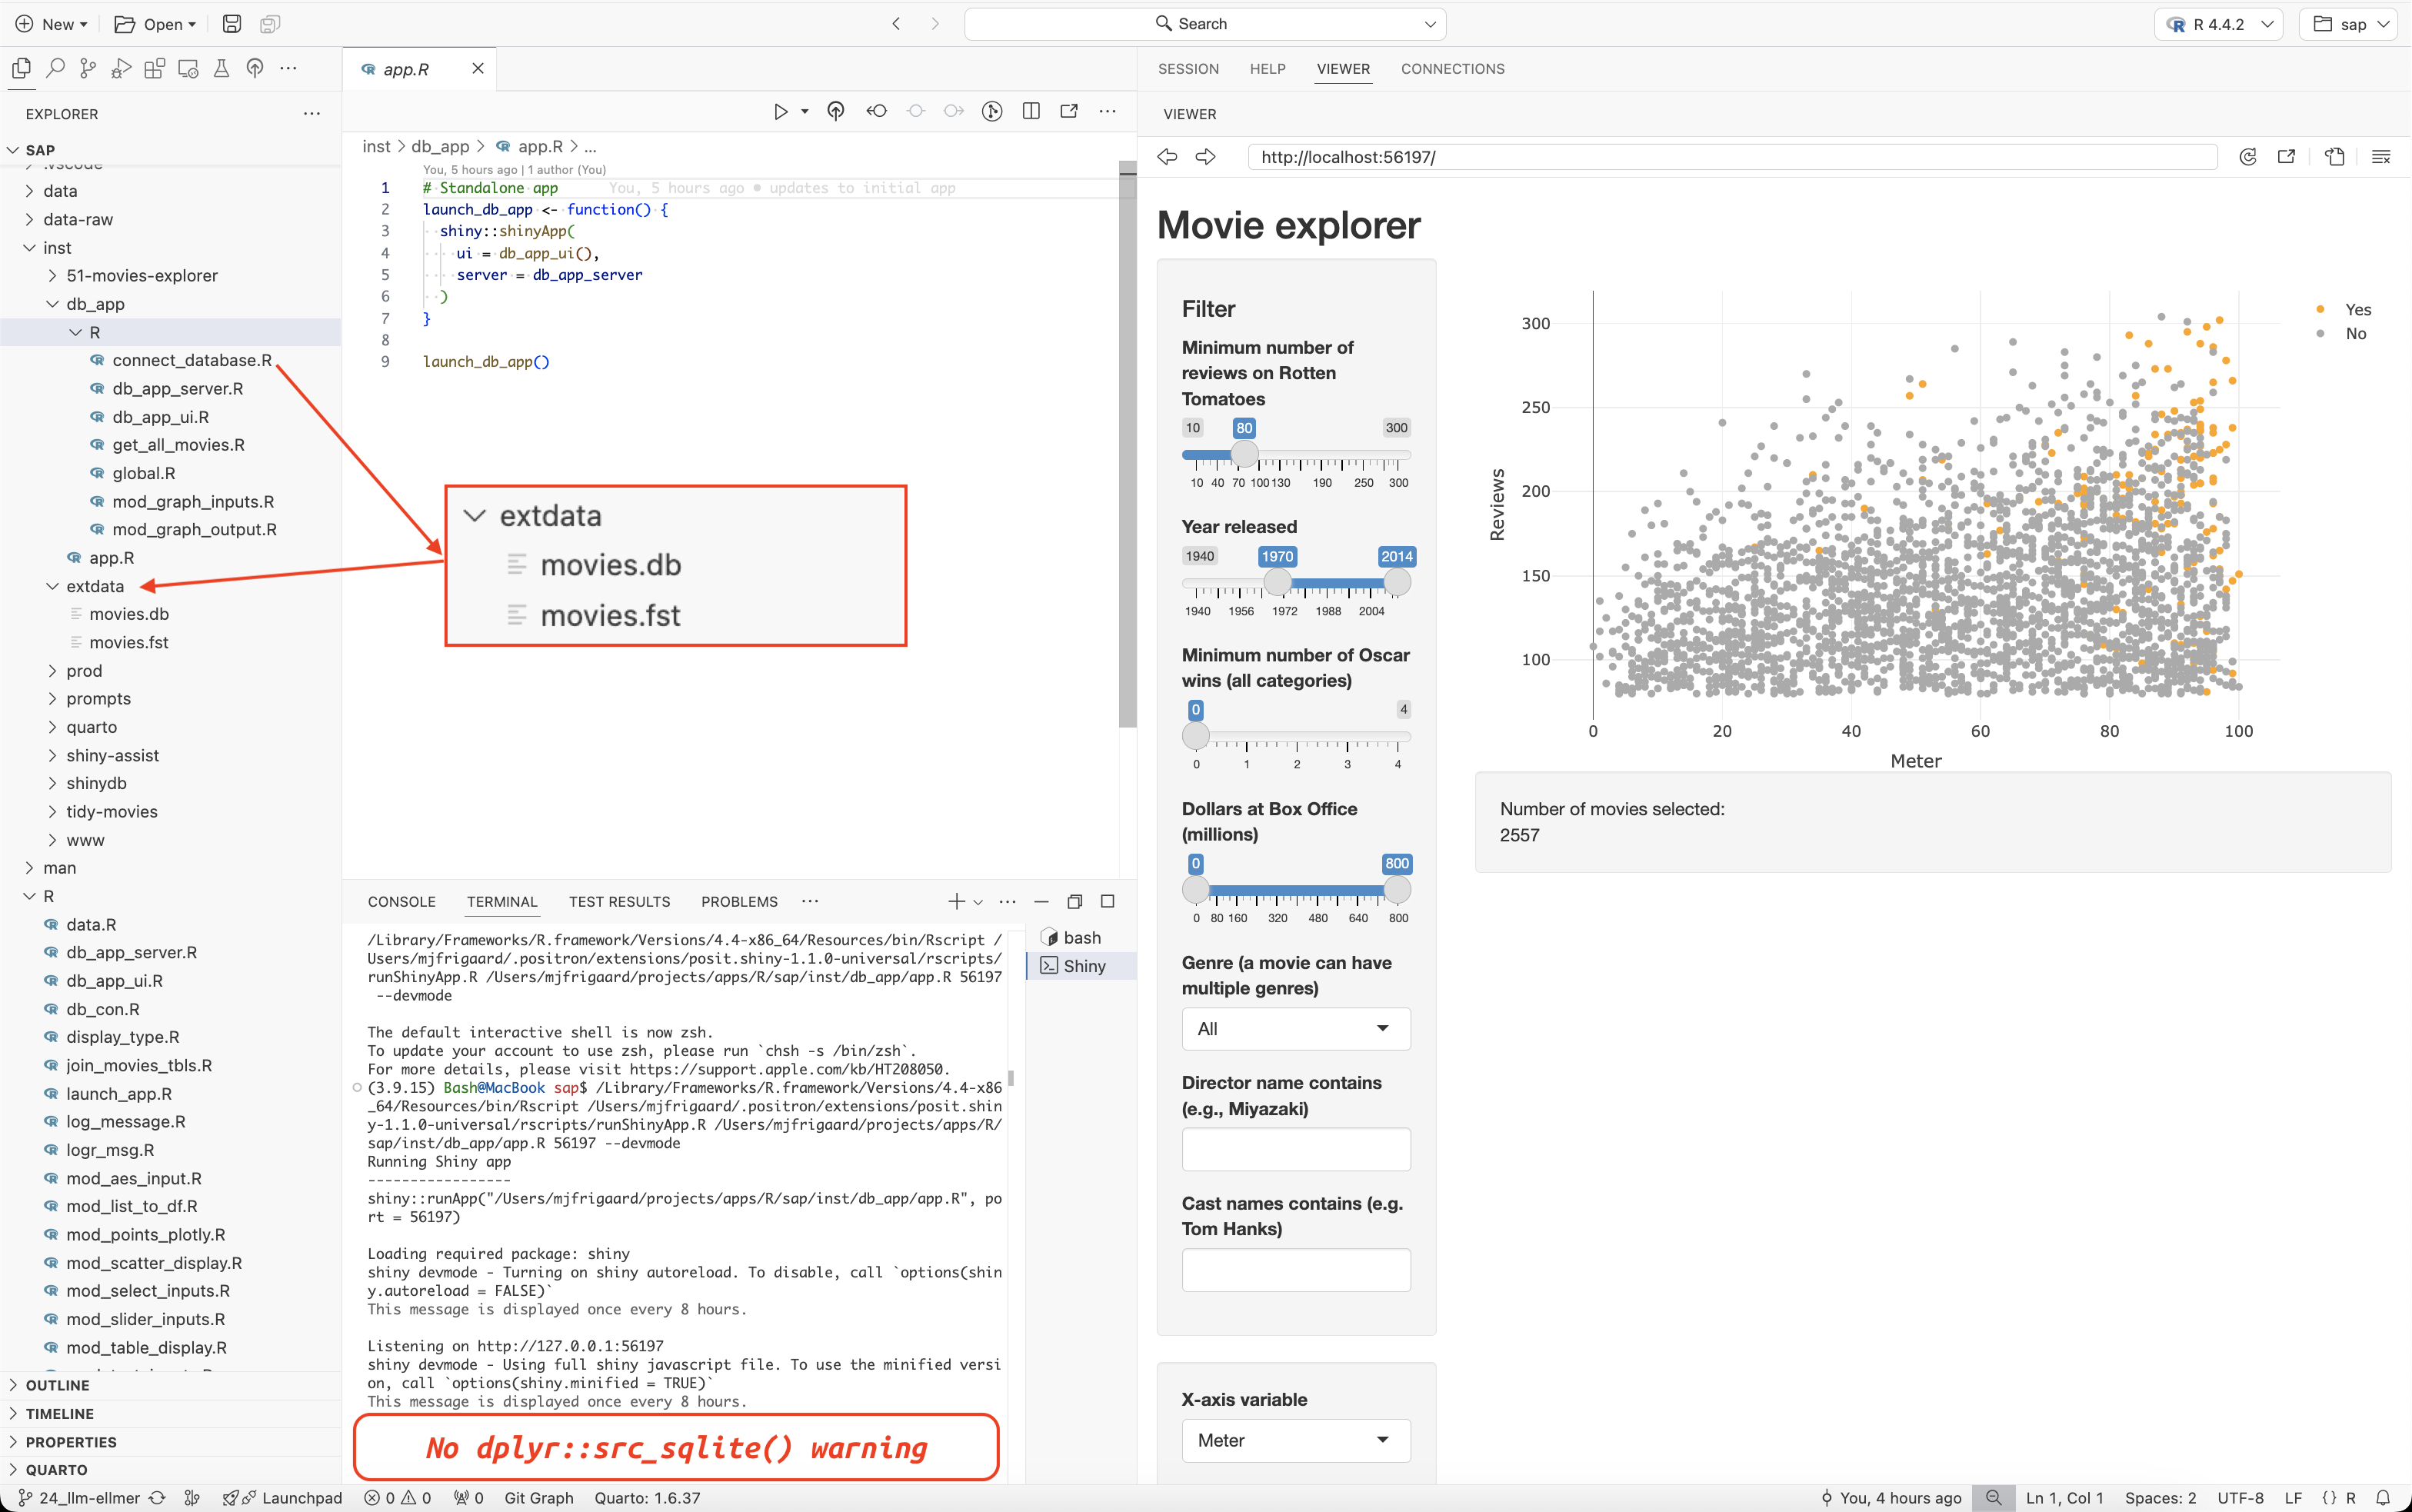 New
Open
Search
R 4.4.2
sap
EXPLORER
SAP
.vscode
data
data-raw
inst
51-movies-explorer
db_app
R
connect_database.R
db_app_server.R
db_app_ui.R
get_all_movies.R
global.R
mod_graph_inputs.R
mod_graph_output.R
app.R
extdata
movies.db
movies.fst
prod
prompts
quarto
shiny-assist
shinydb
tidy-movies
www
man
R
data.R
db_app_server.R
db_app_ui.R
db_con.R
display_type.R
join_movies_tbls.R
launch_app.R
log_message.R
logr_msg.R
mod_aes_input.R
mod_list_to_df.R
mod_points_plotly.R
mod_scatter_display.R
mod_select_inputs.R
mod_slider_inputs.R
mod_table_display.R
OUTLINE
TIMELINE
PROPERTIES
QUARTO
app.R
inst > db_app > app.R > ...
You, 5 hours ago | 1 author (You)
1 # Standalone app You, 5 hours ago • updates to initial app
2 launch_db_app <- function() {
3 shiny::shinyApp(
4 ui = db_app_ui(),
5 server = db_app_server
6 )
7 }
8
9 launch_db_app()
extdata
movies.db
movies.fst
CONSOLE TERMINAL TEST RESULTS PROBLEMS
bash
Shiny
/Library/Frameworks/R.framework/Versions/4.4-x86_64/Resources/bin/Rscript /
Users/mjfrigaard/.positron/extensions/posit.shiny-1.1.0-universal/rscripts/
runShinyApp.R /Users/mjfrigaard/projects/apps/R/sap/inst/db_app/app.R 56197
--devmode
The default interactive shell is now zsh.
To update your account to use zsh, please run `chsh -s /bin/zsh`.
For more details, please visit https://support.apple.com/kb/HT208050.
(3.9.15) Bash@MacBook sap$ /Library/Frameworks/R.framework/Versions/4.4-x86
_64/Resources/bin/Rscript /Users/mjfrigaard/.positron/extensions/posit.shin
y-1.1.0-universal/rscripts/runShinyApp.R /Users/mjfrigaard/projects/apps/R/
sap/inst/db_app/app.R 56197 --devmode
Running Shiny app
-----------------
shiny::runApp("/Users/mjfrigaard/projects/apps/R/sap/inst/db_app/app.R", po
rt = 56197)
Loading required package: shiny
shiny devmode - Turning on shiny autoreload. To disable, call `options(shin
y.autoreload = FALSE)`
This message is displayed once every 8 hours.
Listening on http://127.0.0.1:56197
shiny devmode - Using full shiny javascript file. To use the minified versi
on, call `options(shiny.minified = TRUE)`
This message is displayed once every 8 hours.
No dplyr::src_sqlite() warning
SESSION HELP VIEWER CONNECTIONS
VIEWER
http://localhost:56197/
Movie explorer
Filter
Minimum number of
reviews on Rotten
Tomatoes
10 80 300
10 40 70 100 130 190 250 300
Year released
1940 1970 2014
1940 1956 1972 1988 2004
Minimum number of Oscar
wins (all categories)
0 4
0 1 2 3 4
Dollars at Box Office
(millions)
0 800
0 80 160 320 480 640 800
Genre (a movie can have
multiple genres)
All
Director name contains
(e.g., Miyazaki)
Cast names contains (e.g.
Tom Hanks)
X-axis variable
Meter
Yes
No
300
250
200
150
100
Reviews
0 20 40 60 80 100
Meter
Number of movies selected:
2557
24_llm-ellmer Launchpad 0 0 0 Git Graph Quarto: 1.6.37
You, 4 hours ago Ln 1, Col 1 Spaces: 2 UTF-8 LF {} R